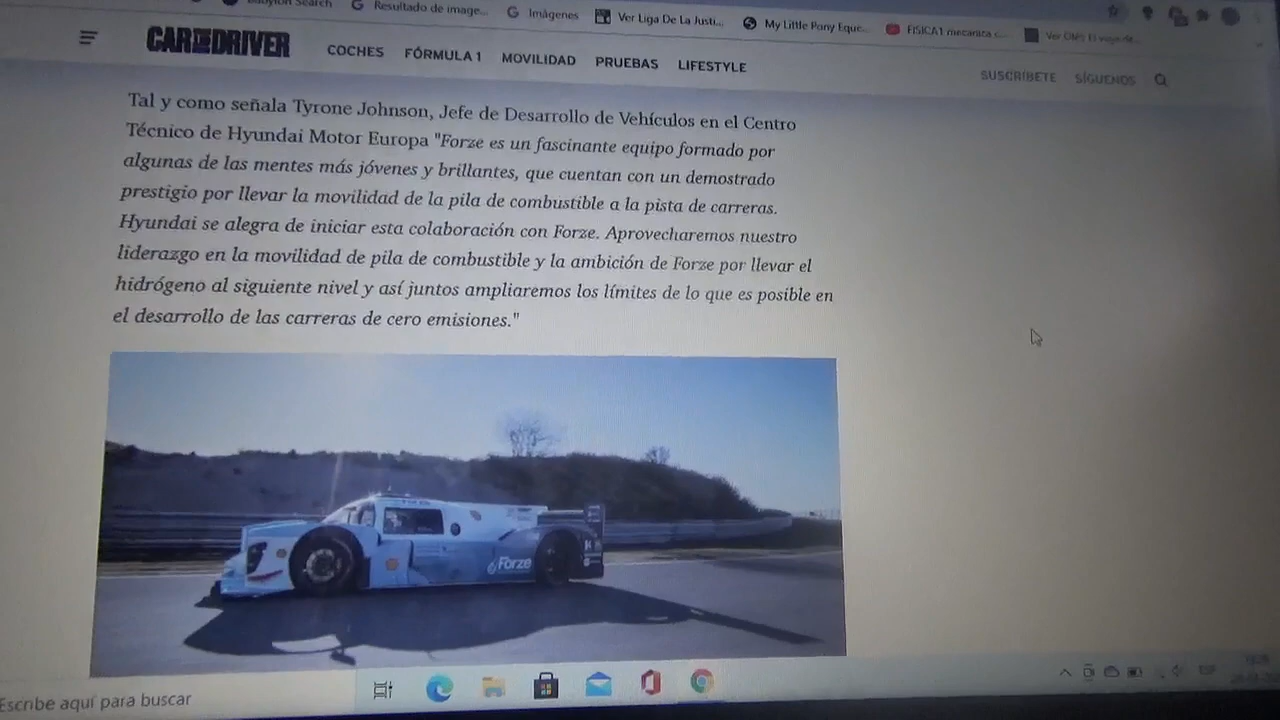 Search
Resultado de image...
Imágenes
Ver Liga De La Justi...
My Little Pony Eque...
FISICA1 mecanica c...
CAR AND DRIVER
COCHES FÓRMULA 1 MOVILIDAD PRUEBAS LIFESTYLE
SUSCRÍBETE SÍGUENOS
Tal y como señala Tyrone Johnson, Jefe de Desarrollo de Vehículos en el Centro
Técnico de Hyundai Motor Europa "Forze es un fascinante equipo formado por
algunas de las mentes más jóvenes y brillantes, que cuentan con un demostrado
prestigio por llevar la movilidad de la pila de combustible a la pista de carreras.
Hyundai se alegra de iniciar esta colaboración con Forze. Aprovecharemos nuestro
liderazgo en la movilidad de pila de combustible y la ambición de Forze por llevar el
hidrógeno al siguiente nivel y así juntos ampliaremos los límites de lo que es posible en
el desarrollo de las carreras de cero emisiones."
Forze
Escribe aquí para buscar
ESP